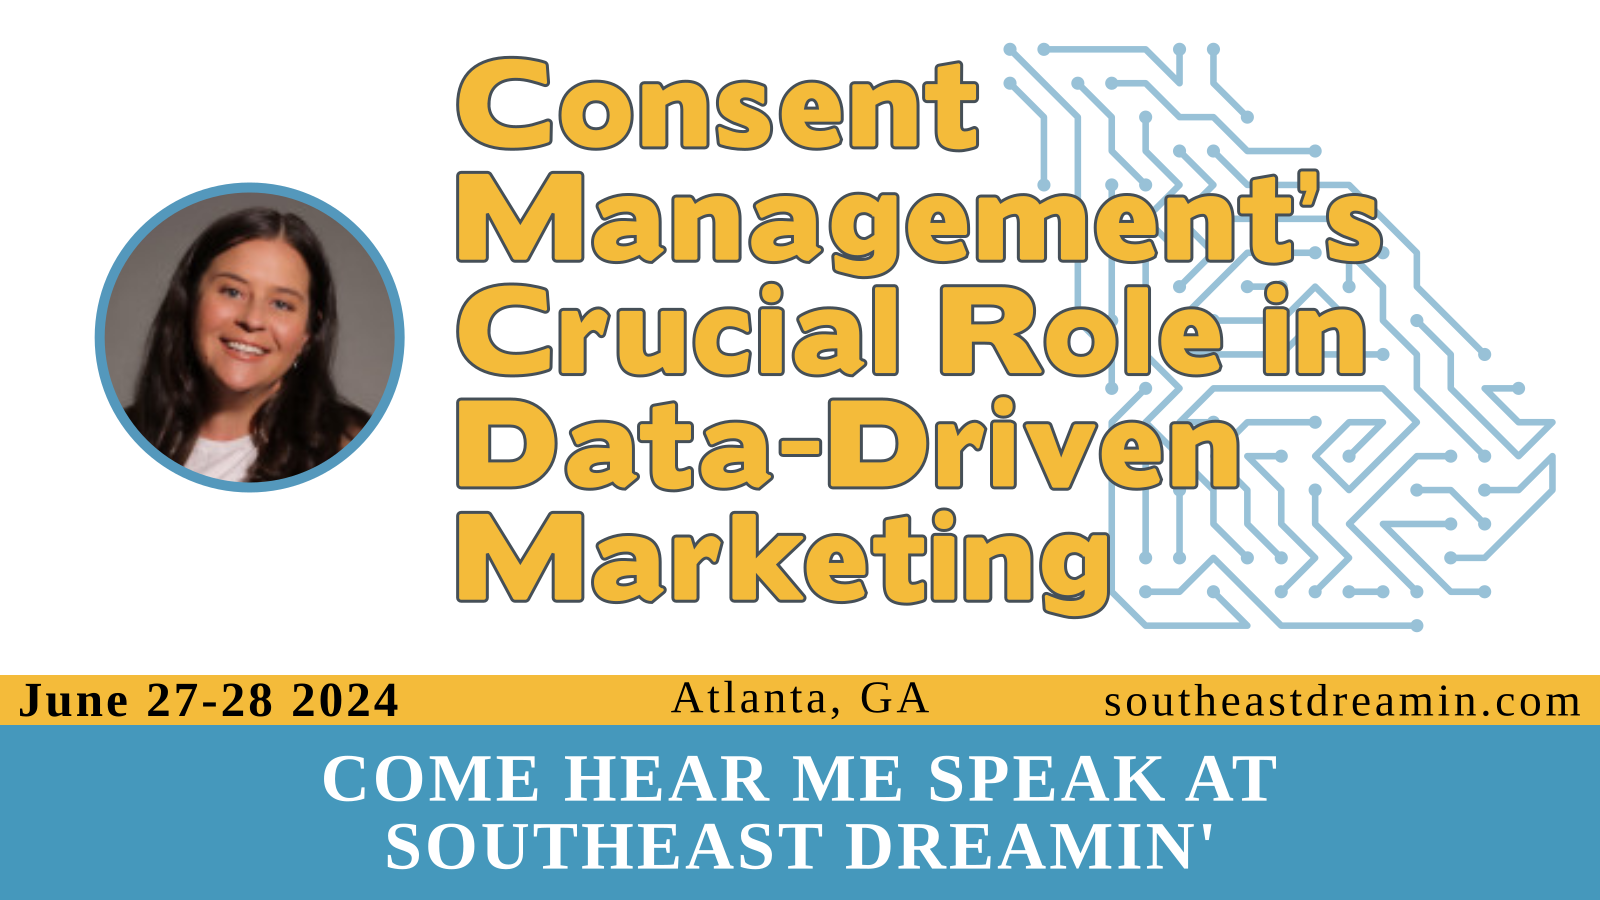 Consent
Management’s
Crucial Role in
Data-Driven
Marketing
June 27-28 2024
Atlanta, GA
southeastdreamin.com
COME HEAR ME SPEAK AT
SOUTHEAST DREAMIN'